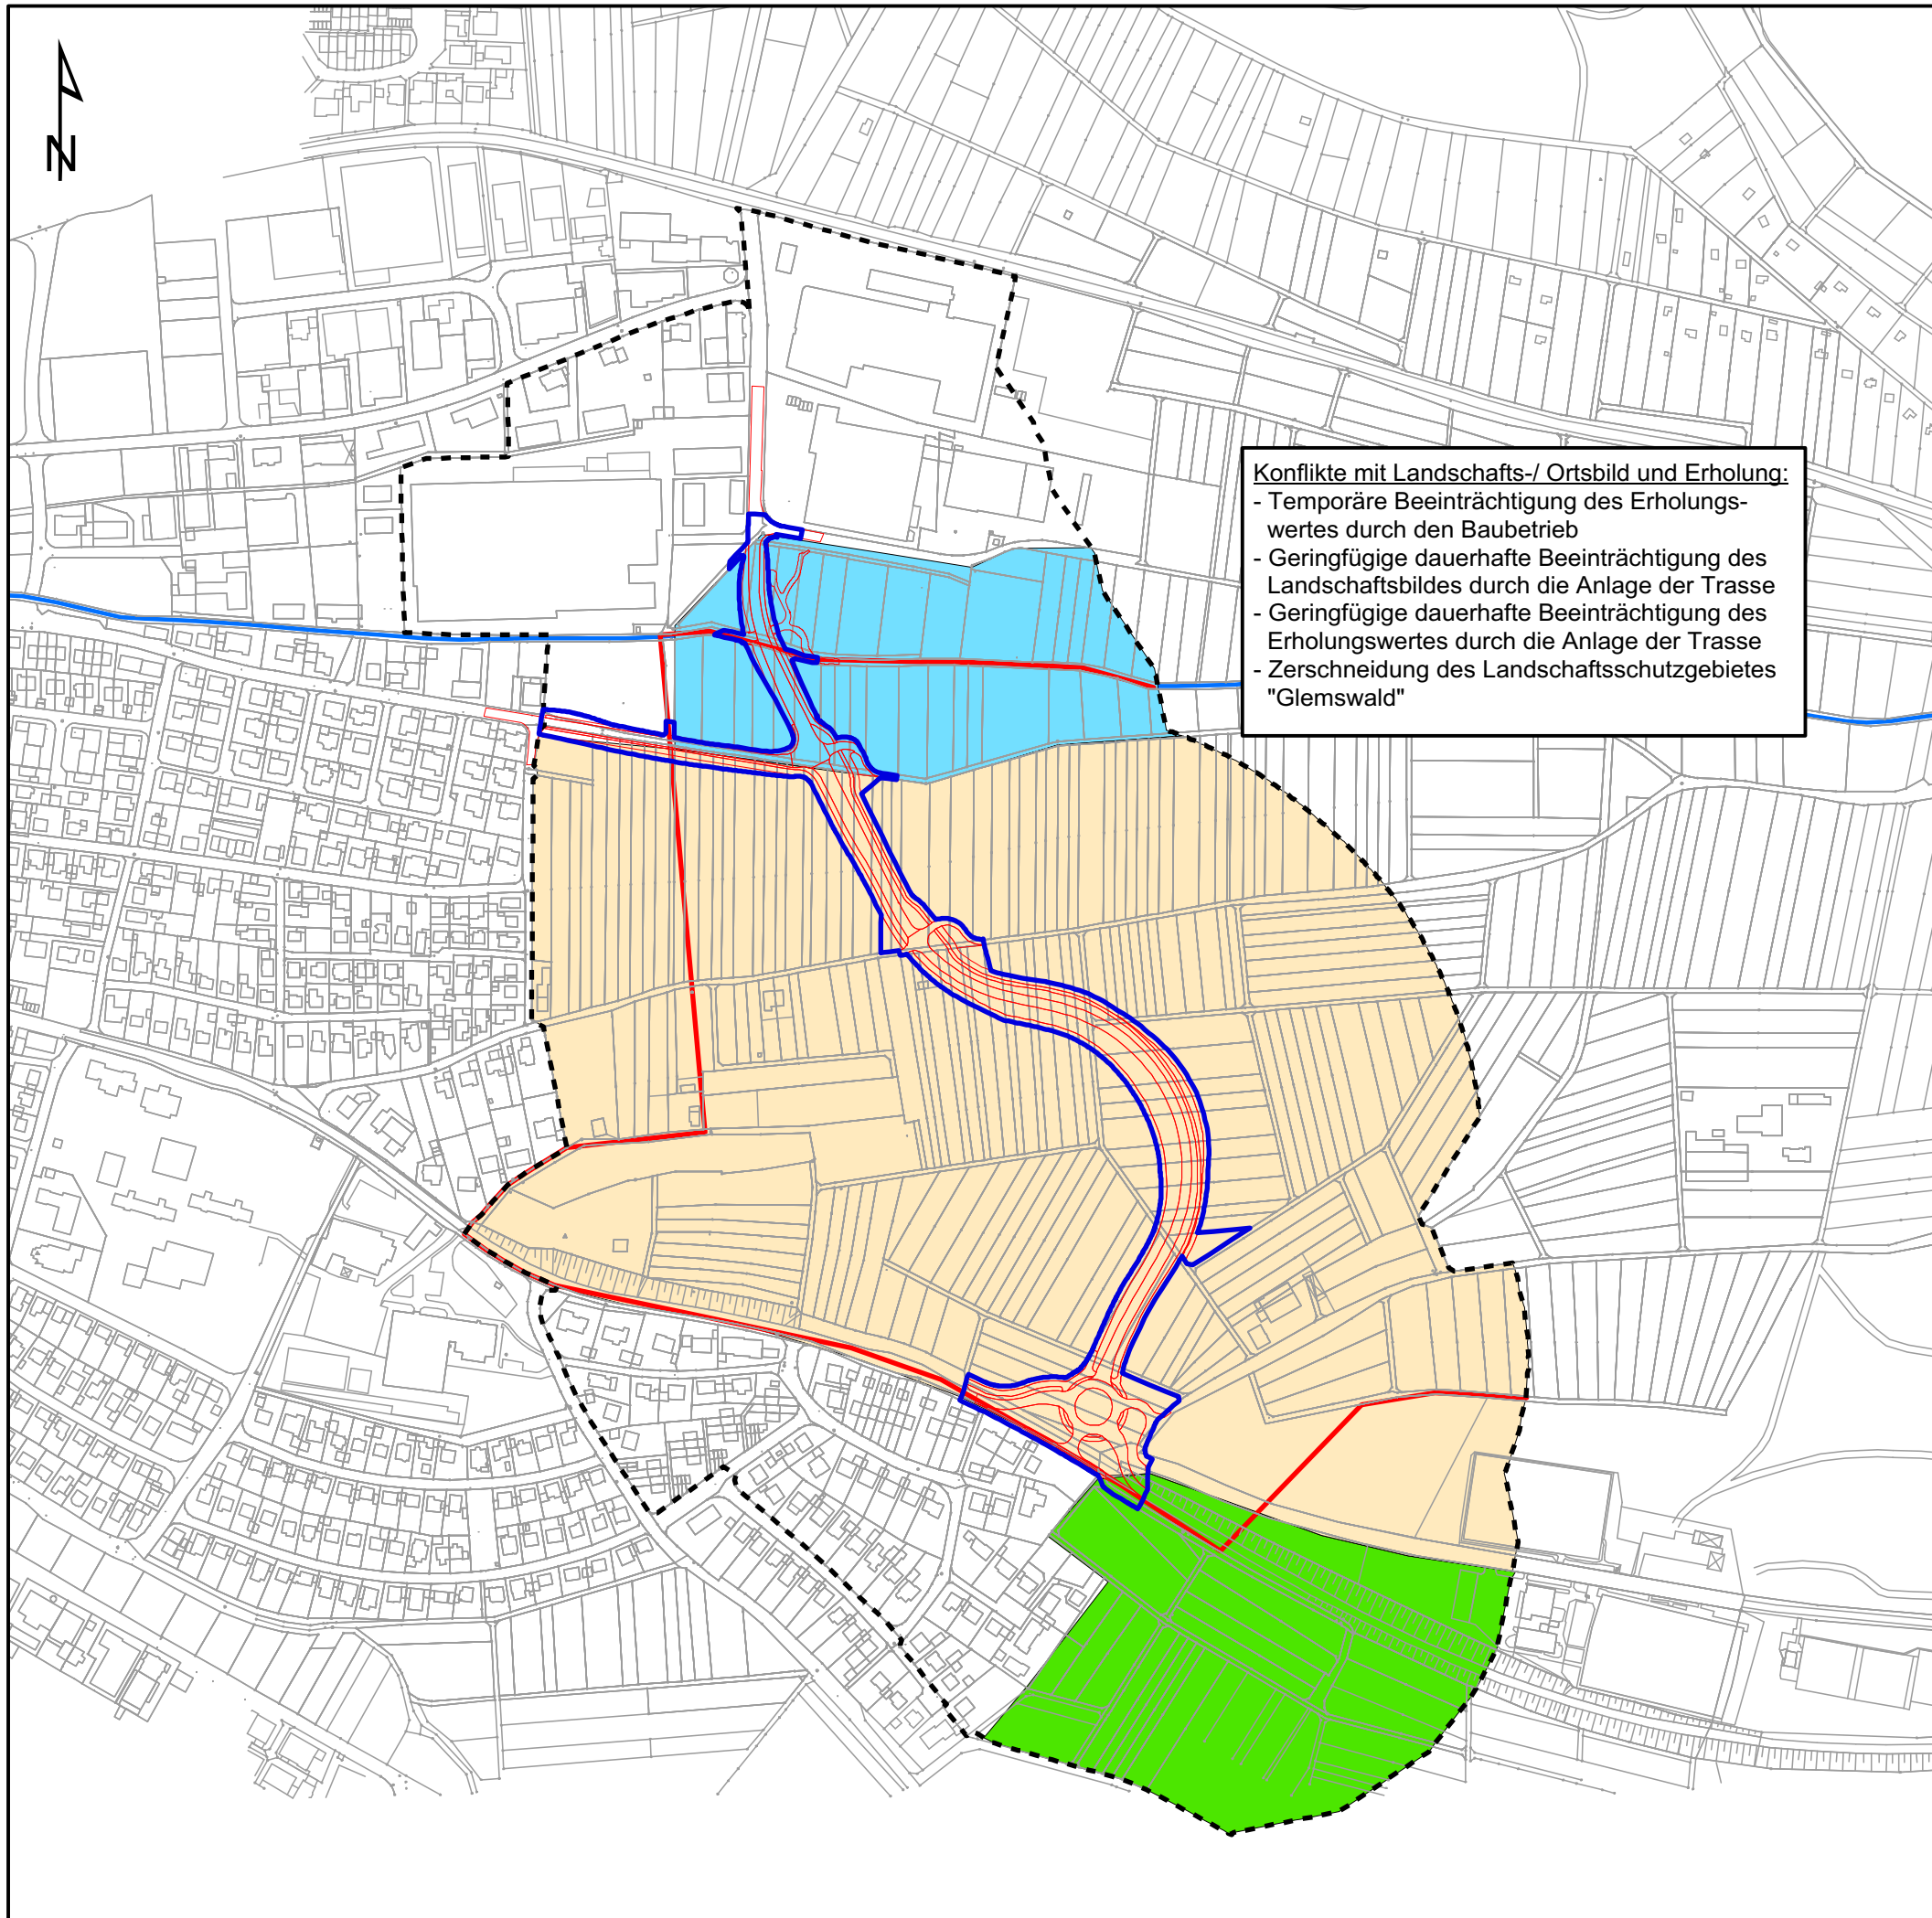 N
Konflikte mit Landschafts-/ Ortsbild und Erholung:
- Temporäre Beeinträchtigung des Erholungs-
wertes durch den Baubetrieb
- Geringfügige dauerhafte Beeinträchtigung des
Landschaftsbildes durch die Anlage der Trasse
- Geringfügige dauerhafte Beeinträchtigung des
Erholungswertes durch die Anlage der Trasse
- Zerschneidung des Landschaftsschutzgebietes
"Glemswald"